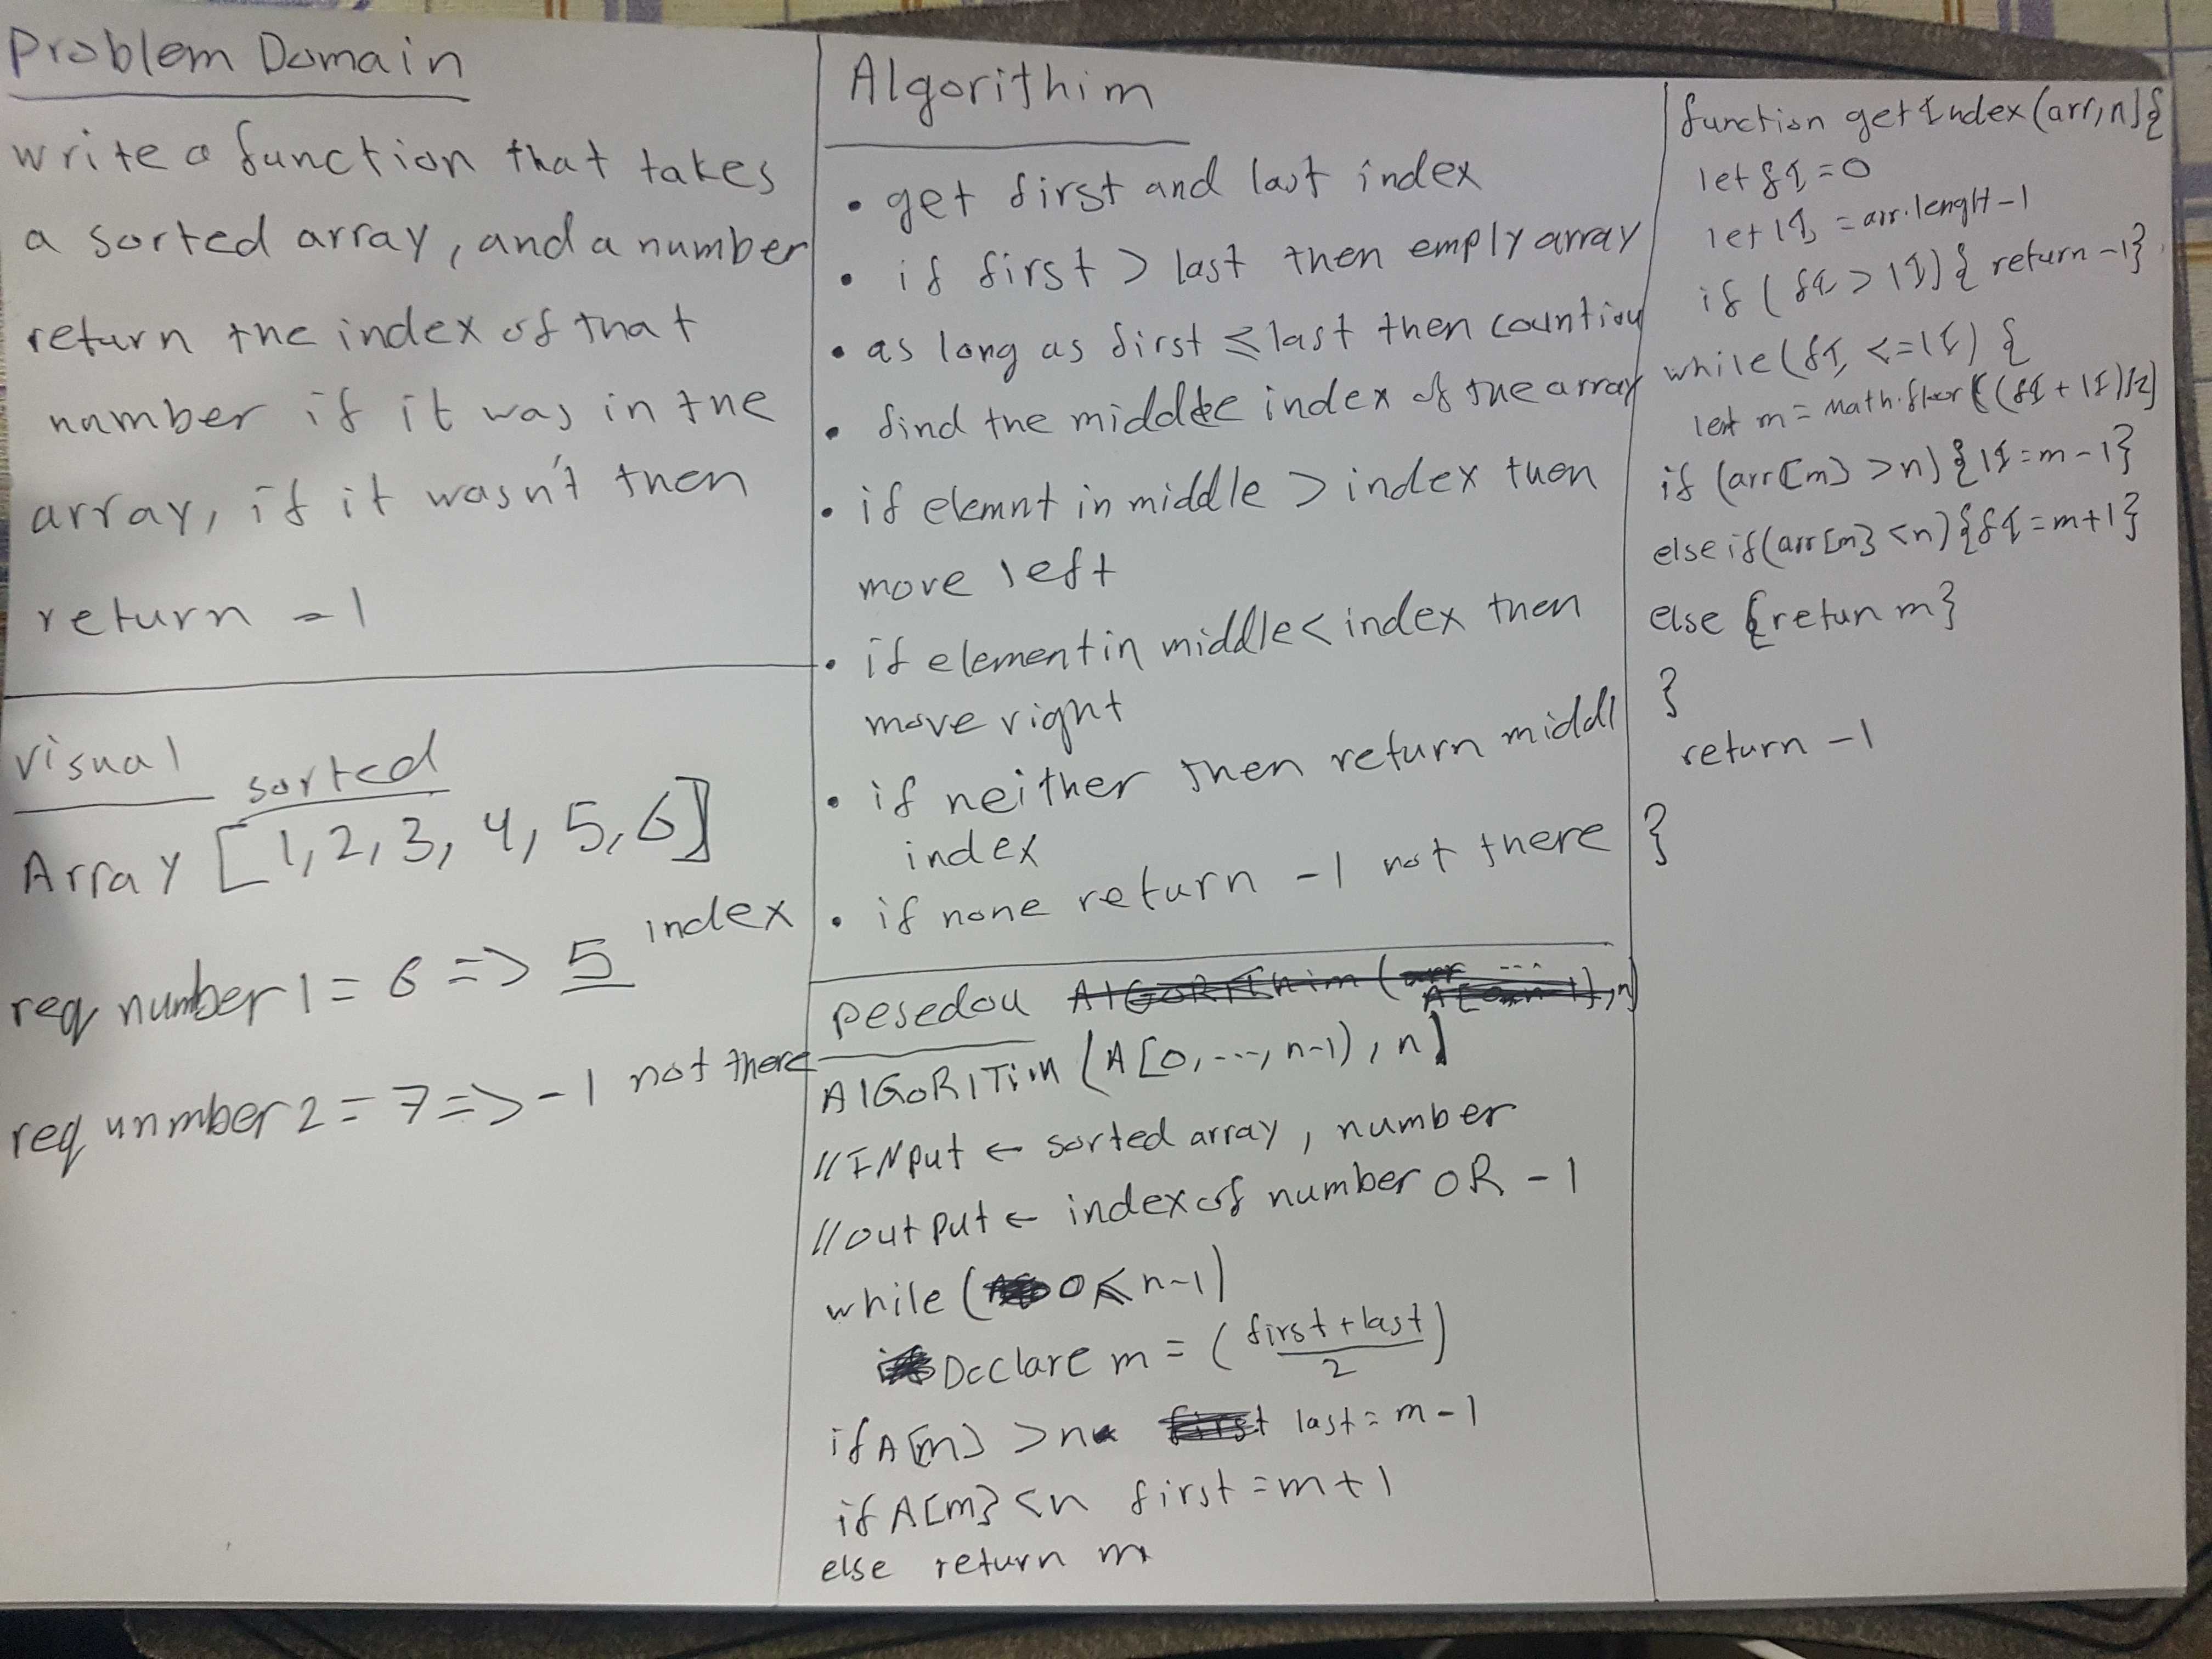 Problem Domain
write a function that takes
a sorted array, and a number
return the index of that
number if it was in the
array, if it wasn't then
return -1
visual
sorted
Array [1,2,3,4,5,6]
req number 1 = 6 => 5 index
req unmber 2 = 7 => -1 not there
Algorithim
• get first and last index
• if first > last then emply array
• as long as first ≤ last then countiou
• find the middle index of the array
• if elemnt in middle > index then
move left
• if element in middle < index then
move right
• if neither then return middl
index
• if none return -1 not there
pesedou
AlGoRITim (A[0,---, n-1), n]
//INput ← sorted array, number
//output ← index of number oR -1
while (0 ≤ n-1)
Declare m = (first + last / 2)
if A[m] > n last = m-1
if A[m] < n first = m+1
else return m
function getIndex(arr,n){
let fI = 0
let lI = arr.lenght-1
if (fI > lI) { return -1}
while (fI <= lI) {
let m = Math.floor((fI + lI)/2)
if (arr[m] > n) {lI = m-1}
else if (arr[m] < n) {fI = m+1}
else {retun m}
}
return -1
}